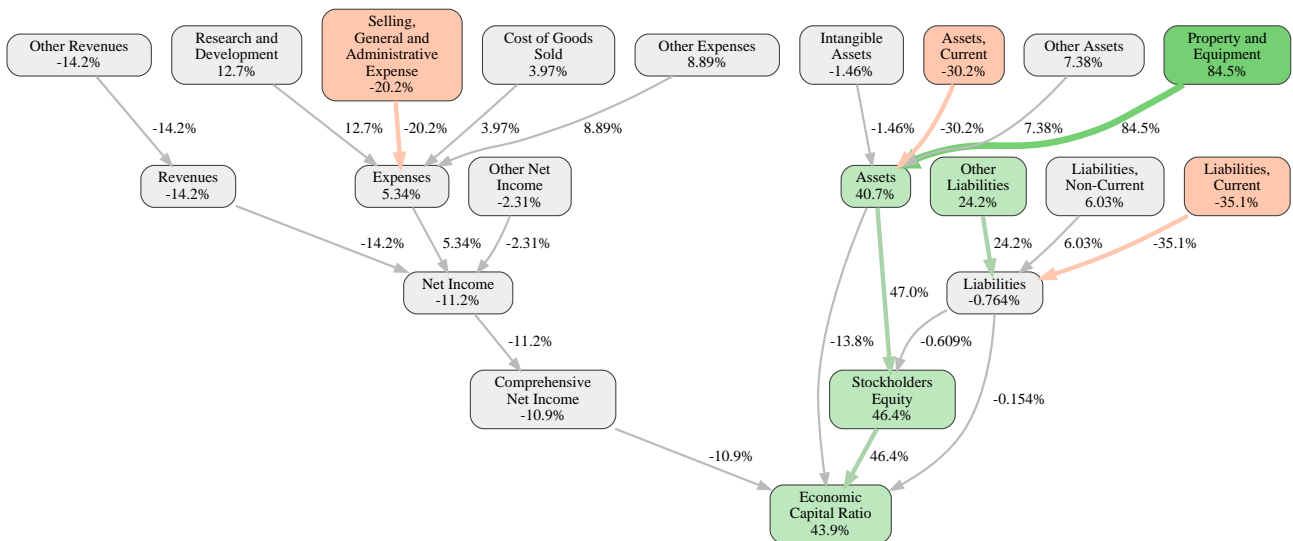 Other Revenues
-14.2%
Research and
Development
12.7%
Selling,
General and
Administrative
Expense
-20.2%
Cost of Goods
Sold
3.97%
Other Expenses
8.89%
Intangible
Assets
-1.46%
Assets,
Current
-30.2%
Other Assets
7.38%
Property and
Equipment
84.5%
-14.2%
12.7%
-20.2%
3.97%
8.89%
-1.46%
-30.2%
7.38%
84.5%
Revenues
-14.2%
Expenses
5.34%
Other Net
Income
-2.31%
Assets
40.7%
Other
Liabilities
24.2%
Liabilities,
Non-Current
6.03%
Liabilities,
Current
-35.1%
-14.2%
5.34%
-2.31%
24.2%
6.03%
-35.1%
Net Income
-11.2%
Liabilities
-0.764%
47.0%
-11.2%
-13.8%
-0.609%
Comprehensive
Net Income
-10.9%
Stockholders
Equity
46.4%
-0.154%
-10.9%
46.4%
Economic
Capital Ratio
43.9%